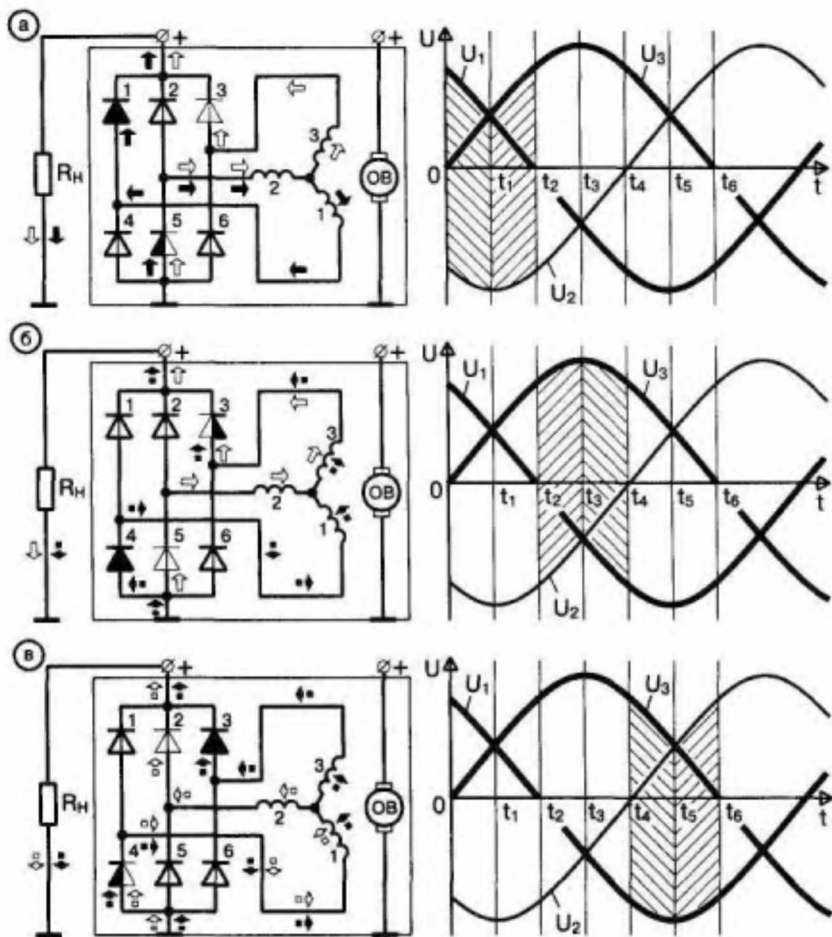 а
+ +
1 2 3
3
2
1
4 5 6
Rн
ОВ
U U₁ U₃
0 t₁ t₂ t₃ t₄ t₅ t₆ t
U₂
б
+ +
1 2 3
3
2
1
4 5 6
Rн
ОВ
U U₁ U₃
0 t₁ t₂ t₃ t₄ t₅ t₆ t
U₂
в
+ +
1 2 3
3
2
1
4 5 6
Rн
ОВ
U U₁ U₃
0 t₁ t₂ t₃ t₄ t₅ t₆ t
U₂